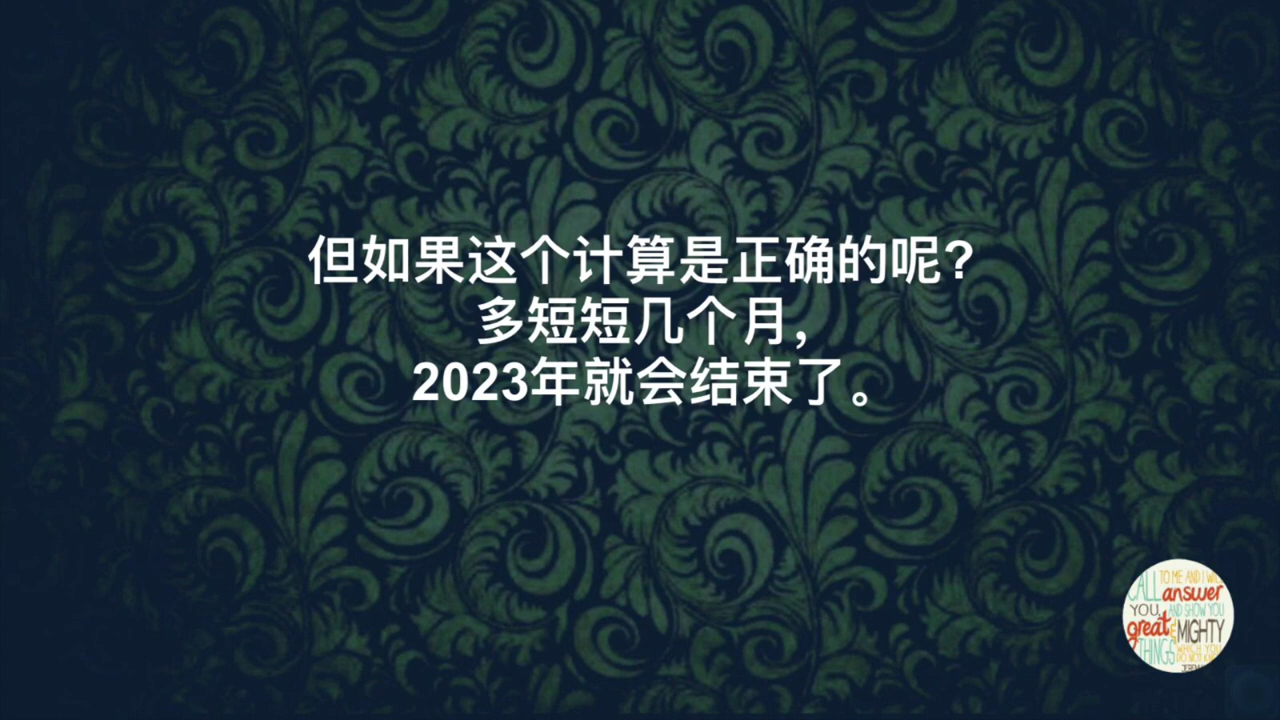 但如果这个计算是正确的呢?
多短短几个月，
2023年就会结束了。
TO ME AND I WILL
CALL answer
YOU AND SHOW YOU
great & MIGHTY
THINGS